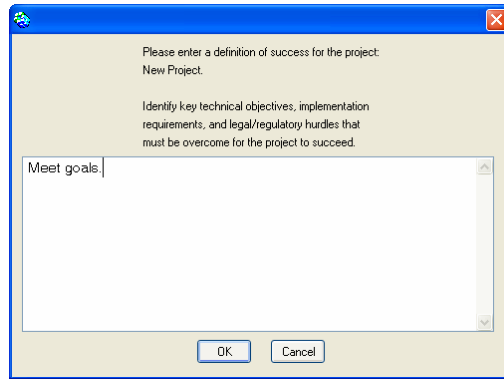 Please enter a definition of success for the project:
New Project.
Identify key technical objectives, implementation
requirements, and legal/regulatory hurdles that
must be overcome for the project to succeed.
Meet goals.
OK
Cancel